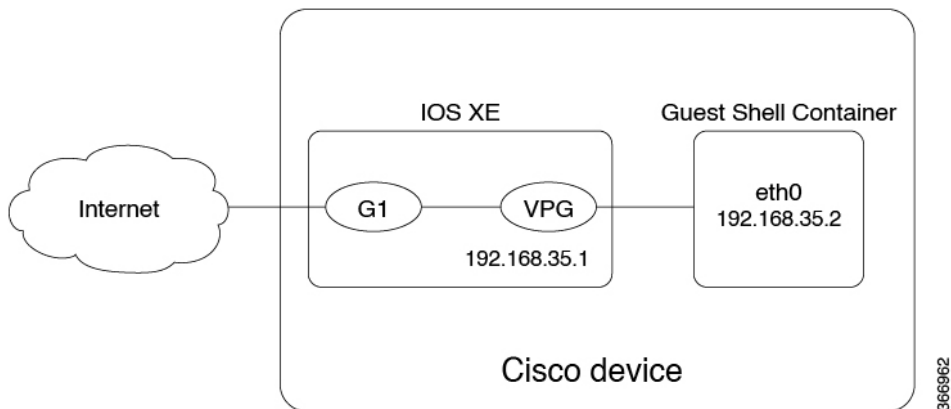 IOS XE
Guest Shell Container
Internet
G1
VPG
eth0
192.168.35.2
192.168.35.1
Cisco device
386962